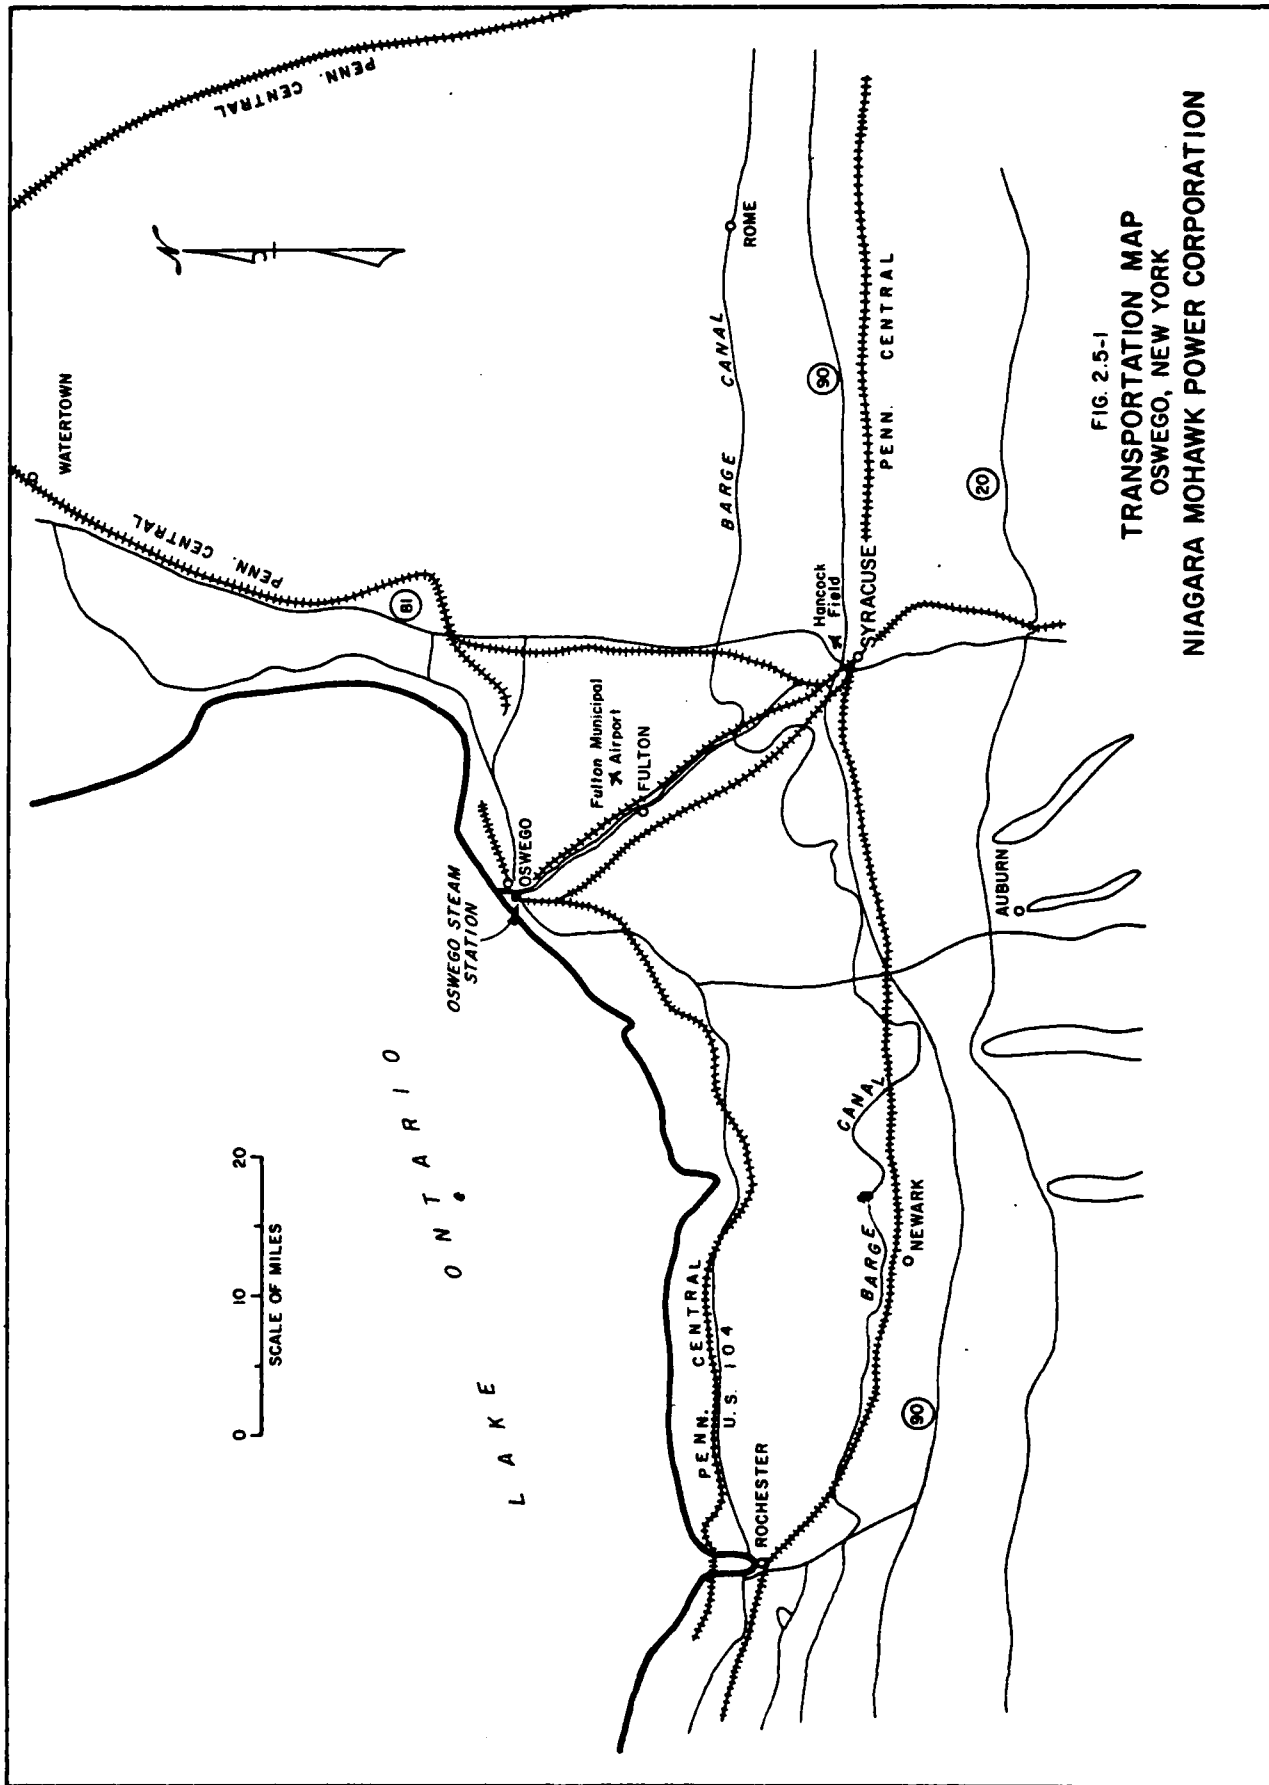 PENN. CENTRAL
WATERTOWN
PENN. CENTRAL
81
N
SCALE OF MILES
0 10 20
LAKE ONTARIO
OSWEGO STEAM
STATION
OSWEGO
Fulton Municipal
Airport
FULTON
BARGE CANAL
ROME
PENN. CENTRAL
U.S. 104
ROCHESTER
Hancock
Field
90
SYRACUSE
PENN. CENTRAL
BARGE CANAL
NEWARK
90
AUBURN
20
FIG. 2.5-1
TRANSPORTATION MAP
OSWEGO, NEW YORK
NIAGARA MOHAWK POWER CORPORATION